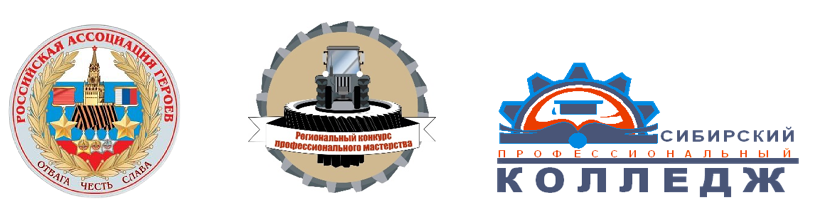 РОССИЙСКАЯ АССОЦИАЦИЯ ГЕРОЕВ
ОТВАГА ЧЕСТЬ СЛАВА
Региональный конкурс
профессионального мастерства
СИБИРСКИЙ
ПРОФЕССИОНАЛЬНЫЙ
КОЛЛЕДЖ